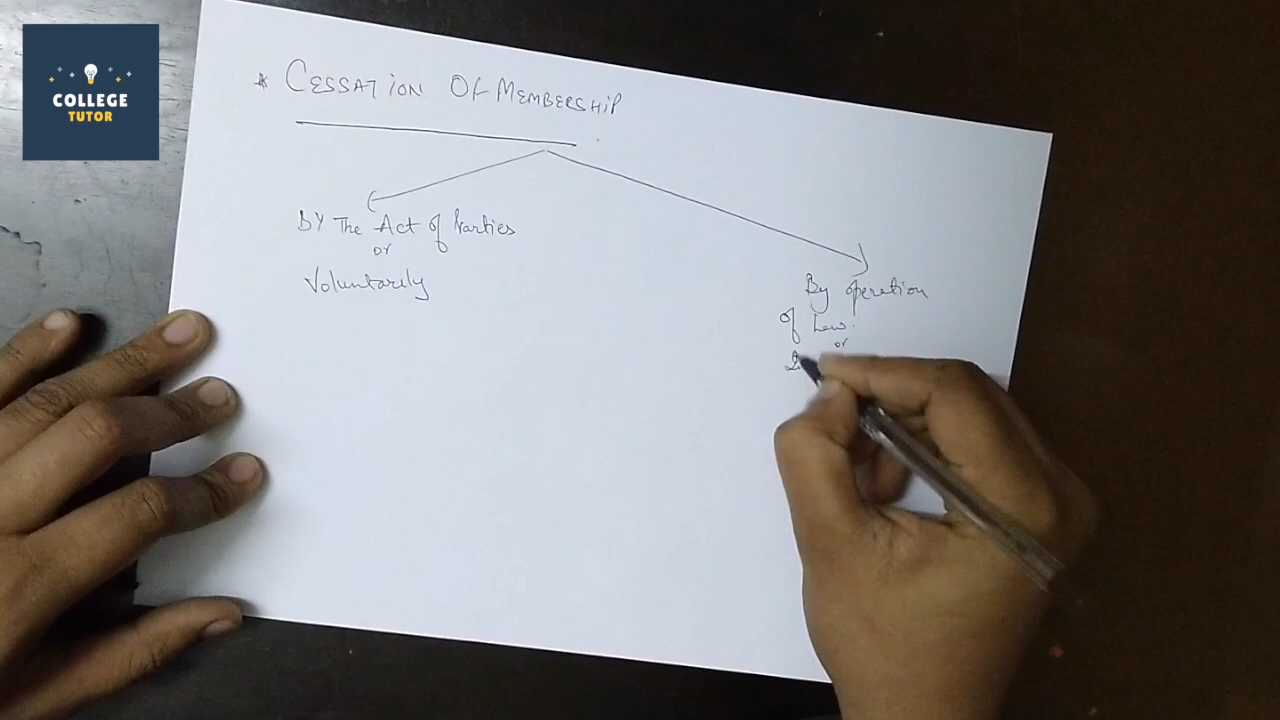 COLLEGE
TUTOR
* CESSATION OF MEMBERSHIP
BY The Act of Parties
or
Voluntarily
By operation
of Law.
or